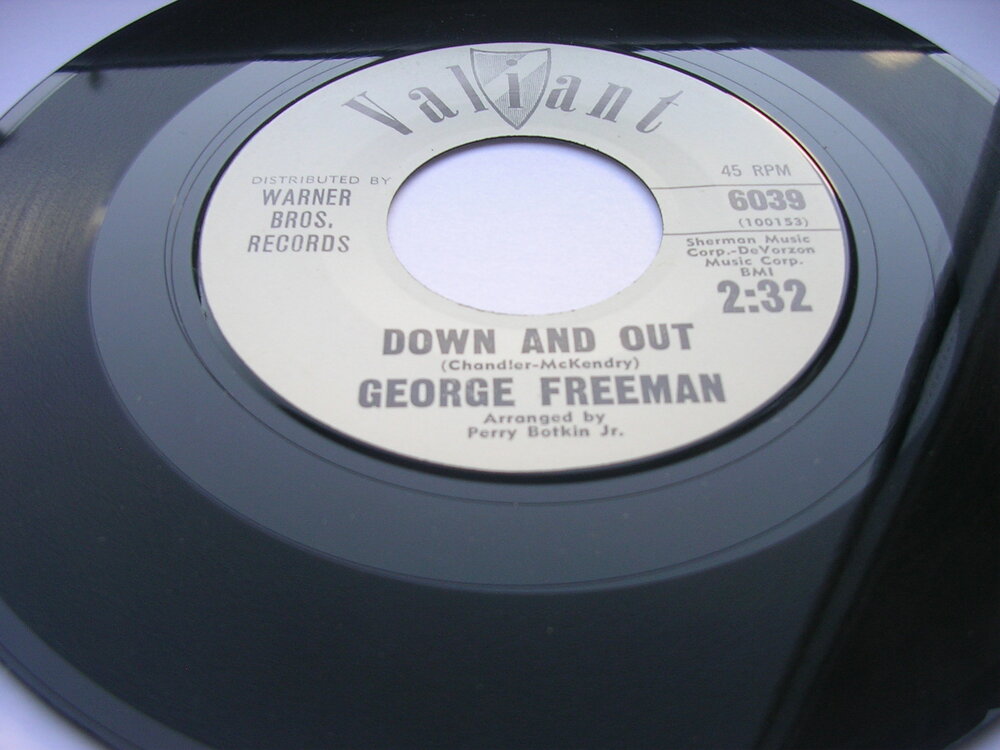 Valiant
DISTRIBUTED BY
WARNER
BROS.
RECORDS
45 RPM
6039
(100153)
Sherman Music
Corp.-DeVorzon
Music Corp.
BMI
2:32
DOWN AND OUT
(Chandler-McKendry)
GEORGE FREEMAN
Arranged by
Perry Botkin Jr.